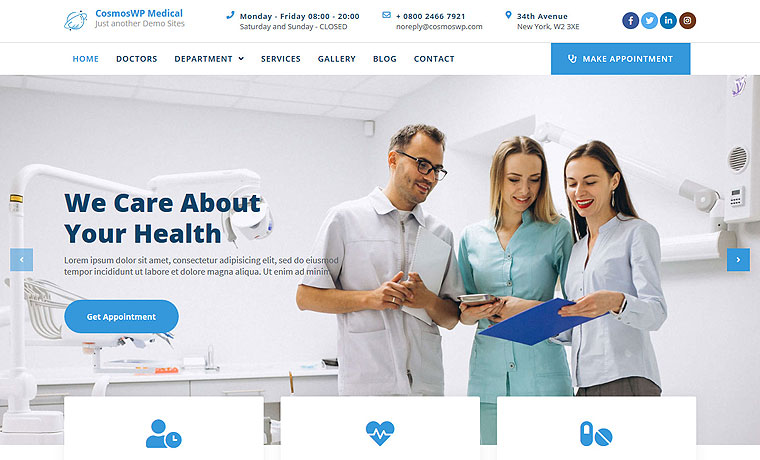 CosmosWP Medical
Just another Demo Sites
Monday - Friday 08:00 - 20:00
Saturday and Sunday - CLOSED
+ 0800 2466 7921
noreply@cosmoswp.com
34th Avenue
New York, W2 3XE
HOME DOCTORS DEPARTMENT SERVICES GALLERY BLOG CONTACT
MAKE APPOINTMENT
We Care About
Your Health
Lorem ipsum dolor sit amet, consectetur adipiscing elit, sed do eiusmod
tempor incididunt ut labore et dolore magna aliqua. Ut enim ad minim
Get Appointment